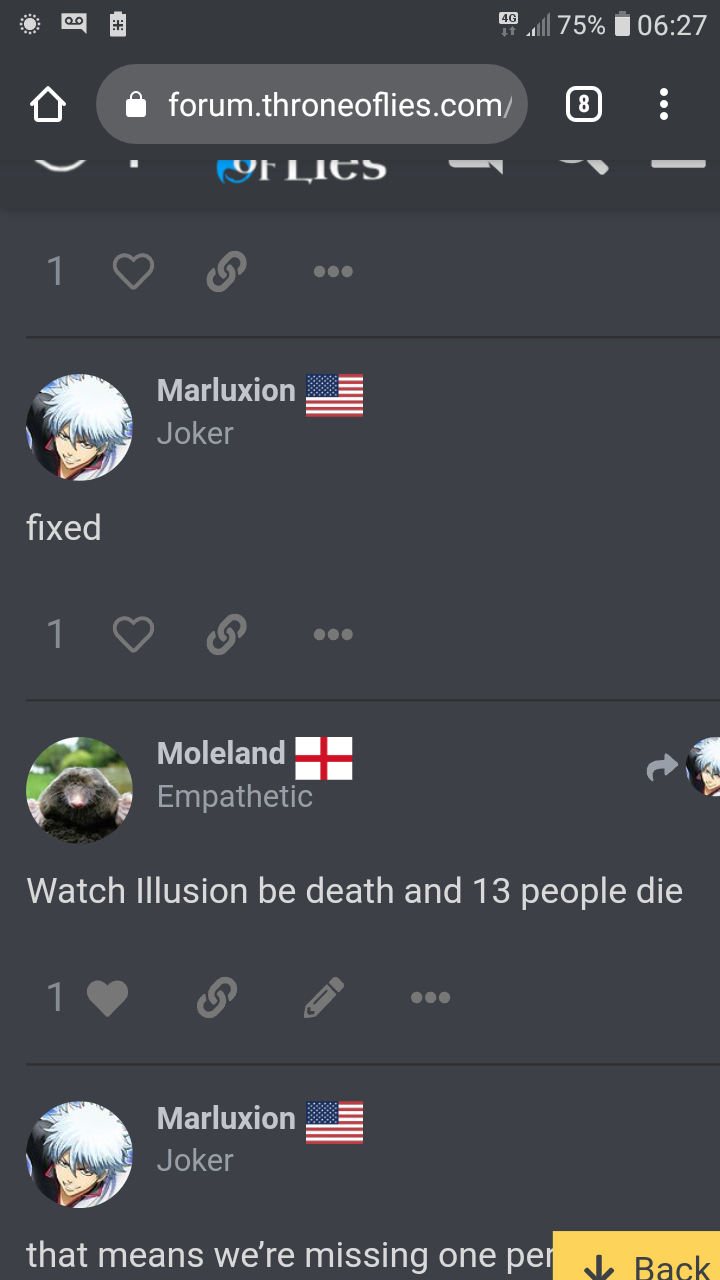 4G 75% 06:27
forum.throneoflies.com/
8
of Lies
1
Marluxion
Joker
fixed
1
Moleland
Empathetic
Watch Illusion be death and 13 people die
1
Marluxion
Joker
that means we’re missing one per
Back